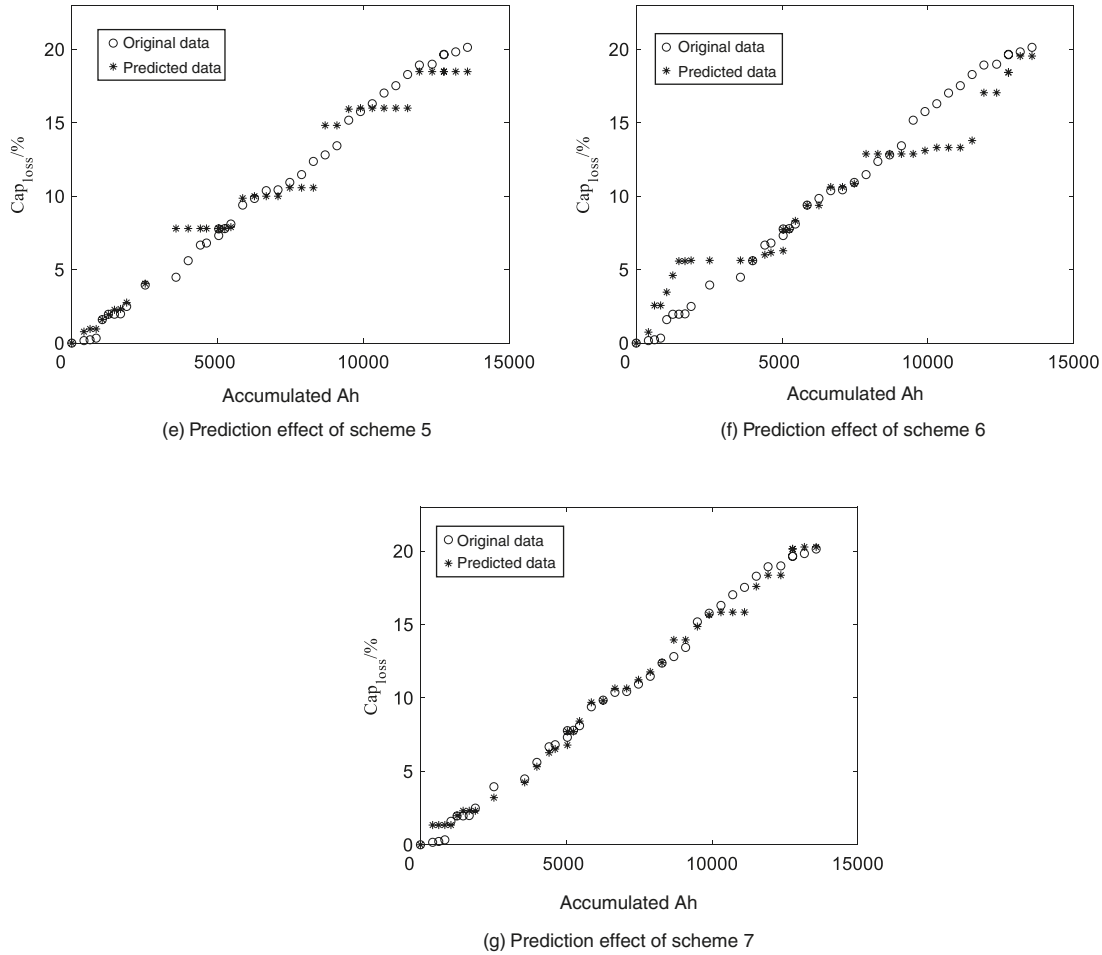 20
15
10
5
0
Cap_loss/%
Original data
Predicted data
0
5000
10000
15000
Accumulated Ah
(e) Prediction effect of scheme 5
20
15
10
5
0
Cap_loss/%
Original data
Predicted data
0
5000
10000
15000
Accumulated Ah
(f) Prediction effect of scheme 6
20
15
10
5
0
Cap_loss/%
Original data
Predicted data
0
5000
10000
15000
Accumulated Ah
(g) Prediction effect of scheme 7